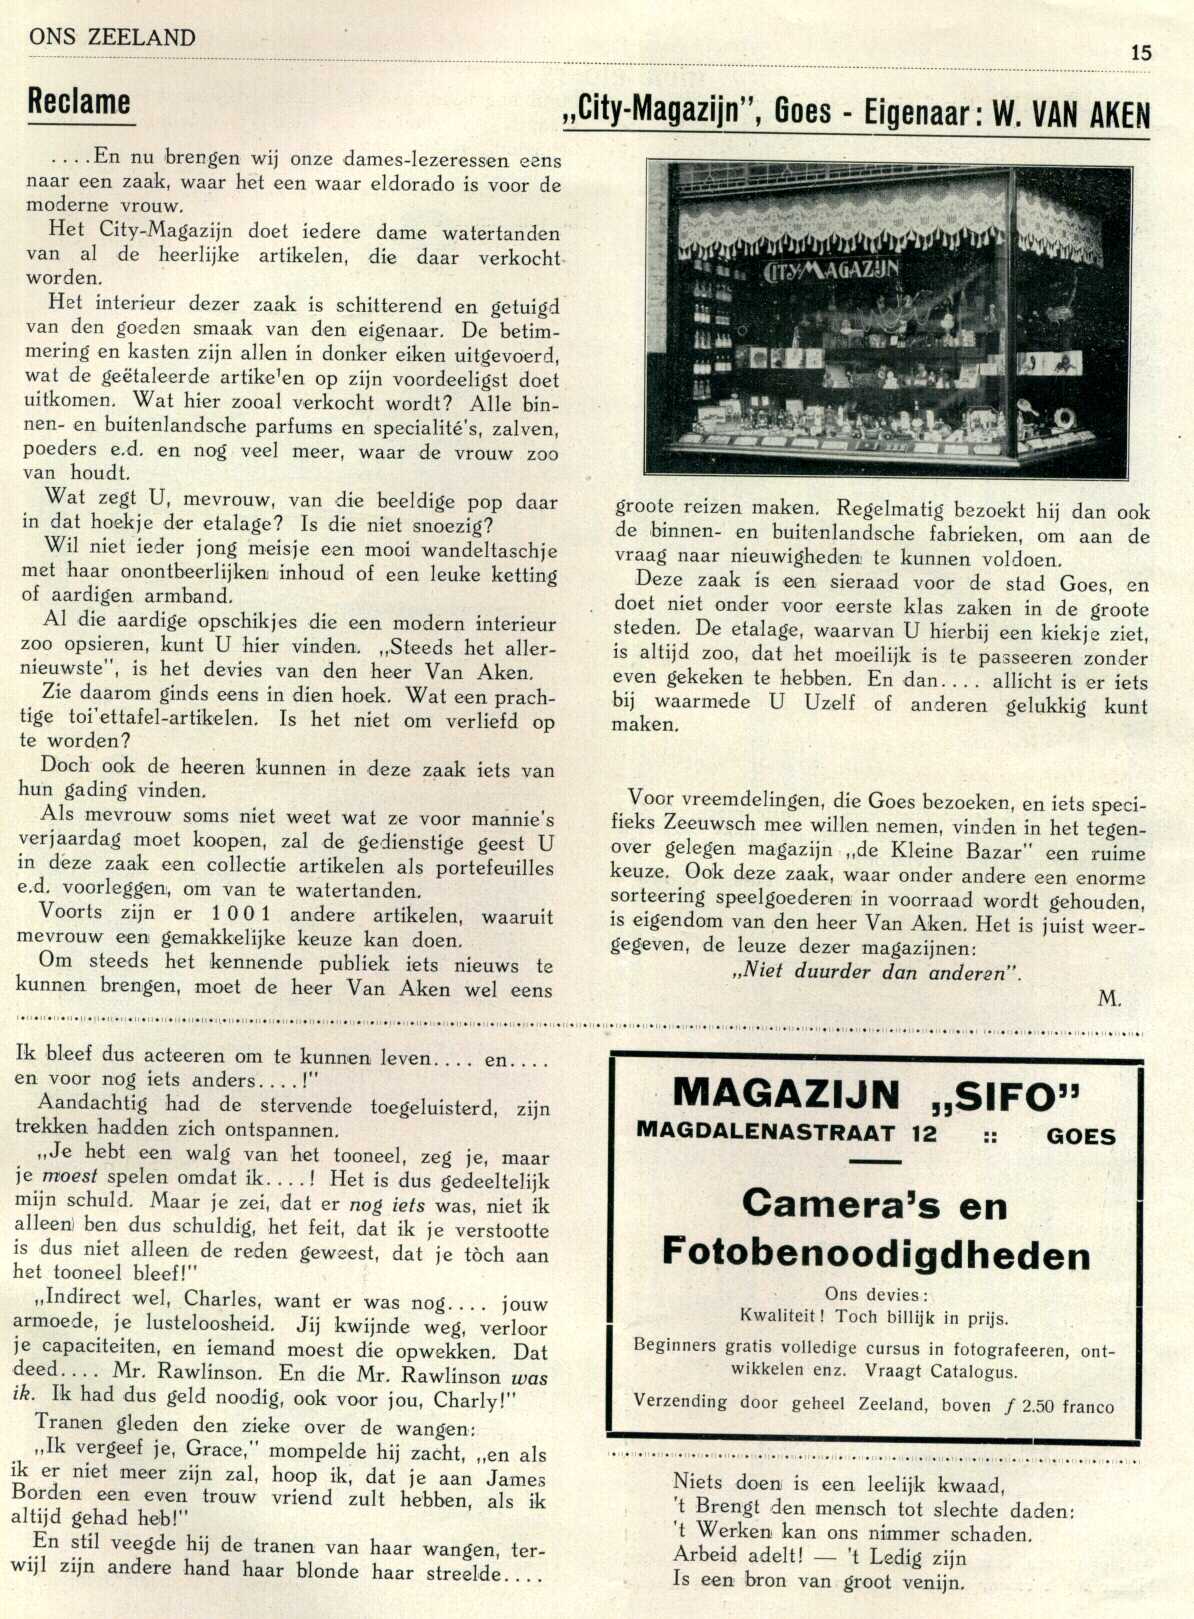 ONS ZEELAND
15
Reclame
„City-Magazijn”, Goes - Eigenaar: W. VAN AKEN
....En nu brengen wij onze dames-lezeressen eens
naar een zaak, waar het een waar eldorado is voor de
moderne vrouw.
Het City-Magazijn doet iedere dame watertanden
van al de heerlijke artikelen, die daar verkocht
worden.
Het interieur dezer zaak is schitterend en getuigd
van den goeden smaak van den eigenaar. De betim-
mering en kasten zijn allen in donker eiken uitgevoerd,
wat de geëtaleerde artike'en op zijn voordeeligst doet
uitkomen. Wat hier zooal verkocht wordt? Alle bin-
nen- en buitenlandsche parfums en specialité's, zalven,
poeders e.d. en nog veel meer, waar de vrouw zoo
van houdt.
Wat zegt U, mevrouw, van die beeldige pop daar
in dat hoekje der etalage? Is die niet snoezig?
Wil niet ieder jong meisje een mooi wandeltaschje
met haar onontbeerlijken inhoud of een leuke ketting
of aardigen armband.
Al die aardige opschikjes die een modern interieur
zoo opsieren, kunt U hier vinden. „Steeds het aller-
nieuwste”, is het devies van den heer Van Aken.
Zie daarom ginds eens in dien hoek. Wat een prach-
tige toi'ettafel-artikelen. Is het niet om verliefd op
te worden?
Doch ook de heeren kunnen in deze zaak iets van
hun gading vinden.
Als mevrouw soms niet weet wat ze voor mannie's
verjaardag moet koopen, zal de gedienstige geest U
in deze zaak een collectie artikelen als portefeuilles
e.d. voorleggen, om van te watertanden.
Voorts zijn er 1001 andere artikelen, waaruit
mevrouw een gemakkelijke keuze kan doen.
Om steeds het kennende publiek iets nieuws te
kunnen brengen, moet de heer Van Aken wel eens
CITY-MAGAZIJN
groote reizen maken. Regelmatig bezoekt hij dan ook
de binnen- en buitenlandsche fabrieken, om aan de
vraag naar nieuwigheden te kunnen voldoen.
Deze zaak is een sieraad voor de stad Goes, en
doet niet onder voor eerste klas zaken in de groote
steden. De etalage, waarvan U hierbij een kiekje ziet,
is altijd zoo, dat het moeilijk is te passeeren zonder
even gekeken te hebben. En dan.... allicht is er iets
bij waarmede U Uzelf of anderen gelukkig kunt
maken.
Voor vreemdelingen, die Goes bezoeken, en iets speci-
fieks Zeeuwsch mee willen nemen, vinden in het tegen-
over gelegen magazijn „de Kleine Bazar” een ruime
keuze. Ook deze zaak, waar onder andere een enorme
sorteering speelgoederen in voorraad wordt gehouden,
is eigendom van den heer Van Aken. Het is juist weer-
gegeven, de leuze dezer magazijnen:
„Niet duurder dan anderen”.
M.
Ik bleef dus acteeren om te kunnen leven.... en....
en voor nog iets anders....!”
Aandachtig had de stervende toegeluisterd, zijn
trekken hadden zich ontspannen.
„Je hebt een walg van het tooneel, zeg je, maar
je moest spelen omdat ik....! Het is dus gedeeltelijk
mijn schuld. Maar je zei, dat er nog iets was, niet ik
alleen ben dus schuldig, het feit, dat ik je verstootte
is dus niet alleen de reden geweest, dat je tòch aan
het tooneel bleef!”
„Indirect wel, Charles, want er was nog.... jouw
armoede, je lusteloosheid. Jij kwijnde weg, verloor
je capaciteiten, en iemand moest die opwekken. Dat
deed.... Mr. Rawlinson. En die Mr. Rawlinson was
ik. Ik had dus geld noodig, ook voor jou, Charly!”
Tranen gleden den zieke over de wangen:
„Ik vergeef je, Grace,” mompelde hij zacht, „en als
ik er niet meer zijn zal, hoop ik, dat je aan James
Borden een even trouw vriend zult hebben, als ik
altijd gehad heb!”
En stil veegde hij de tranen van haar wangen, ter-
wijl zijn andere hand haar blonde haar streelde....
MAGAZIJN „SIFO”
MAGDALENASTRAAT 12 :: GOES
Camera's en
Fotobenoodigdheden
Ons devies:
Kwaliteit! Toch billijk in prijs.
Beginners gratis volledige cursus in fotografeeren, ont-
wikkelen enz. Vraagt Catalogus.
Verzending door geheel Zeeland, boven ƒ 2.50 franco
Niets doen is een leelijk kwaad,
't Brengt den mensch tot slechte daden:
't Werken kan ons nimmer schaden.
Arbeid adelt! — 't Ledig zijn
Is een bron van groot venijn.